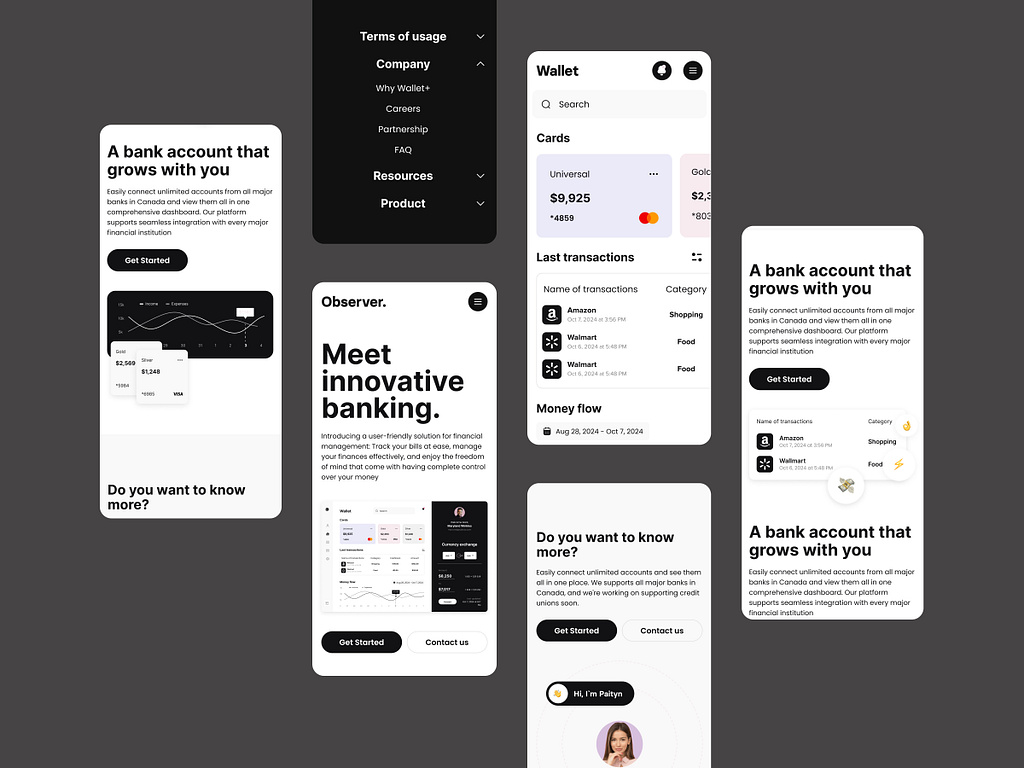 A bank account that
grows with you
Easily connect unlimited accounts from all major
banks in Canada and view them all in one
comprehensive dashboard. Our platform
supports seamless integration with every major
financial institution
Get Started
Income
Expenses
Gold
$2,569
*5984
Silver
$1,248
VISA
Do you want to know
more?
Terms of usage
Company
Why Wallet+
Careers
Partnership
FAQ
Resources
Product
Observer.
Meet
innovative
banking.
Introducing a user-friendly solution for financial
management: Track your bills at ease, manage
your finances effectively, and enjoy the freedom
of mind that come with having complete control
over your money
Wallet
Search
Cards
Currency exchange
Get Started
Contact us
Wallet
Search
Cards
Universal
$9,925
*4859
Gold
$2,3
*803
Last transactions
Name of transactions
Category
Amazon
Oct 7, 2024 at 3:56 PM
Shopping
Walmart
Oct 6, 2024 at 5:48 PM
Food
Walmart
Oct 6, 2024 at 5:48 PM
Food
Money flow
Aug 28, 2024 - Oct 7, 2024
Do you want to know
more?
Easily connect unlimited accounts and see them
all in one place. We supports all major banks in
Canada, and we're working on supporting credit
unions soon.
Get Started
Contact us
Hi, I`m Paityn
A bank account that
grows with you
Easily connect unlimited accounts from all major
banks in Canada and view them all in one
comprehensive dashboard. Our platform
supports seamless integration with every major
financial institution
Get Started
Name of transactions
Category
Amazon
Oct 7, 2024 at 3:56 PM
Shopping
Walmart
Oct 6, 2024 at 5:48 PM
Food
A bank account that
grows with you
Easily connect unlimited accounts from all major
banks in Canada and view them all in one
comprehensive dashboard. Our platform
supports seamless integration with every major
financial institution